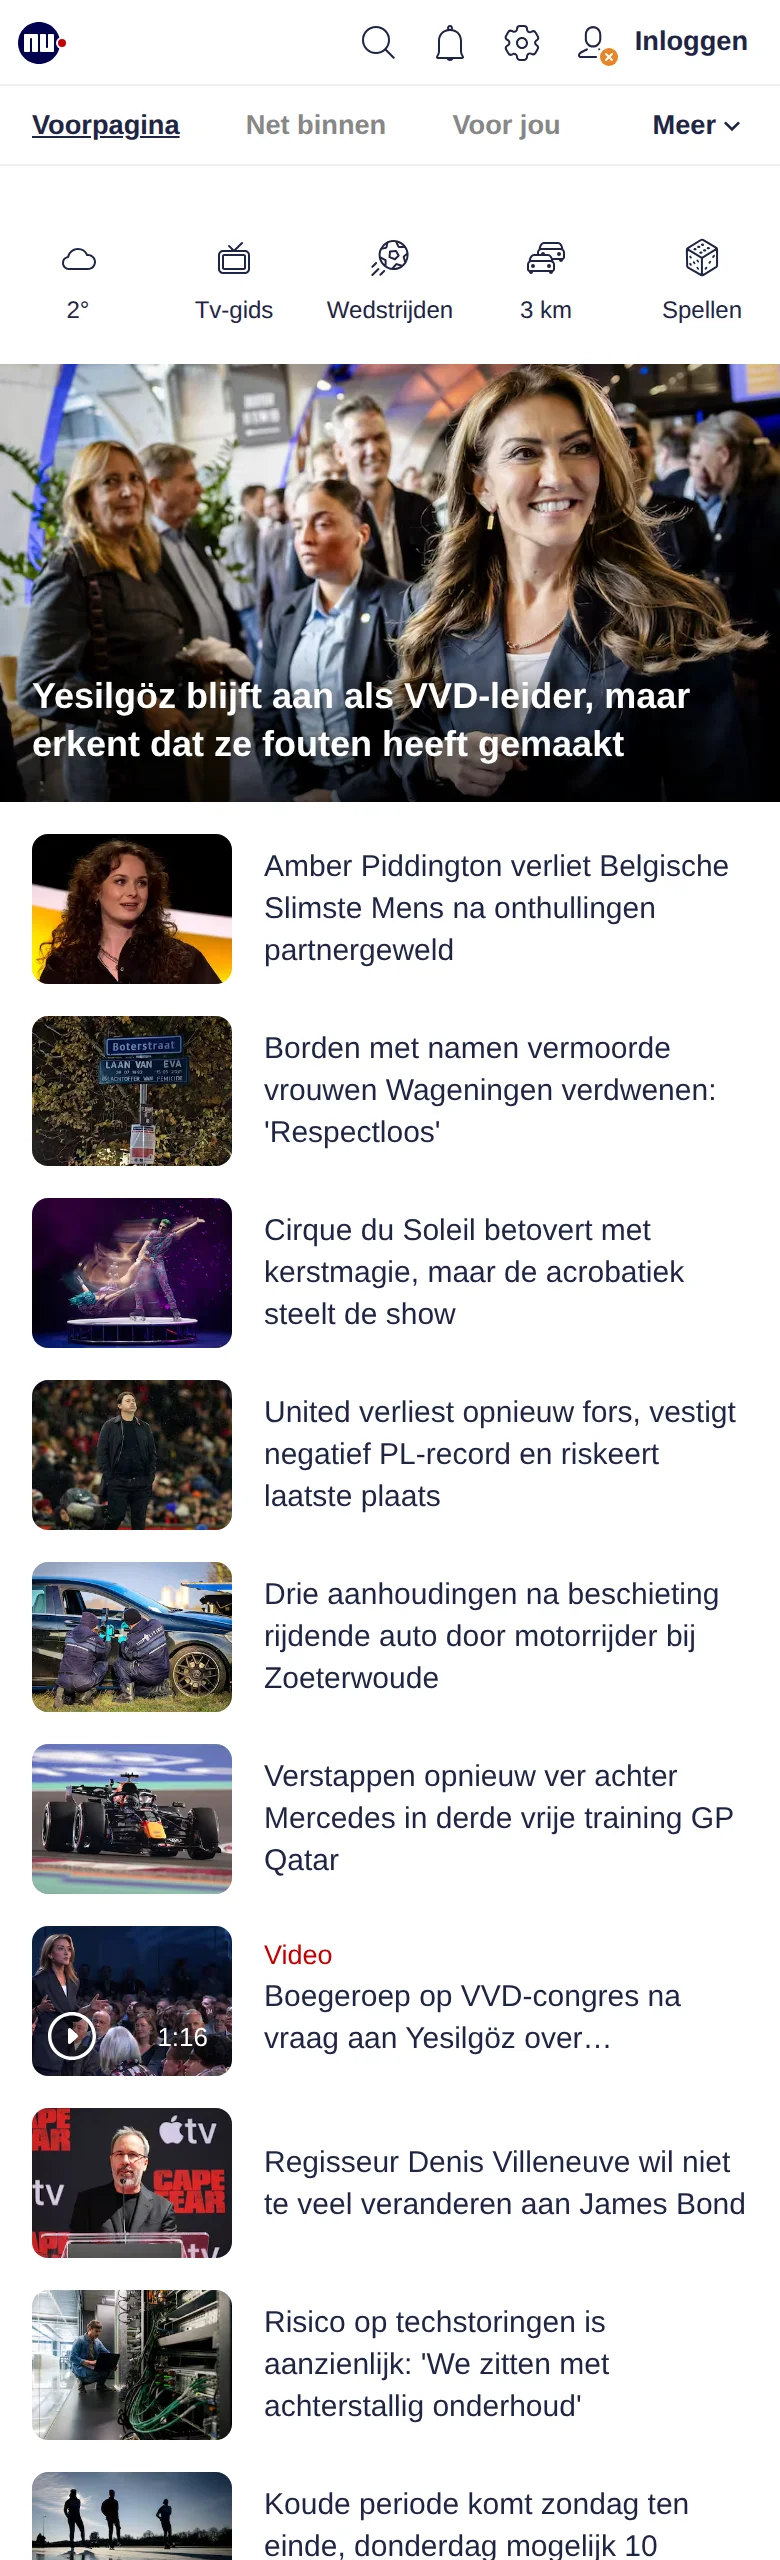 nu
Inloggen
Voorpagina
Net binnen
Voor jou
Meer
2°
Tv-gids
Wedstrijden
3 km
Spellen
Yesilgöz blijft aan als VVD-leider, maar
erkent dat ze fouten heeft gemaakt
Amber Piddington verliet Belgische
Slimste Mens na onthullingen
partnergeweld
Boterstraat
LAAN VAN EVA
SLACHTOFFER VAN FEMICIDE
Borden met namen vermoorde
vrouwen Wageningen verdwenen:
'Respectloos'
Cirque du Soleil betovert met
kerstmagie, maar de acrobatiek
steelt de show
United verliest opnieuw fors, vestigt
negatief PL-record en riskeert
laatste plaats
Drie aanhoudingen na beschieting
rijdende auto door motorrijder bij
Zoeterwoude
Verstappen opnieuw ver achter
Mercedes in derde vrije training GP
Qatar
1:16
Video
Boegeroep op VVD-congres na
vraag aan Yesilgöz over…
tv
CAPE
FEAR
tv
tv
Regisseur Denis Villeneuve wil niet
te veel veranderen aan James Bond
Risico op techstoringen is
aanzienlijk: 'We zitten met
achterstallig onderhoud'
Koude periode komt zondag ten
einde, donderdag mogelijk 10